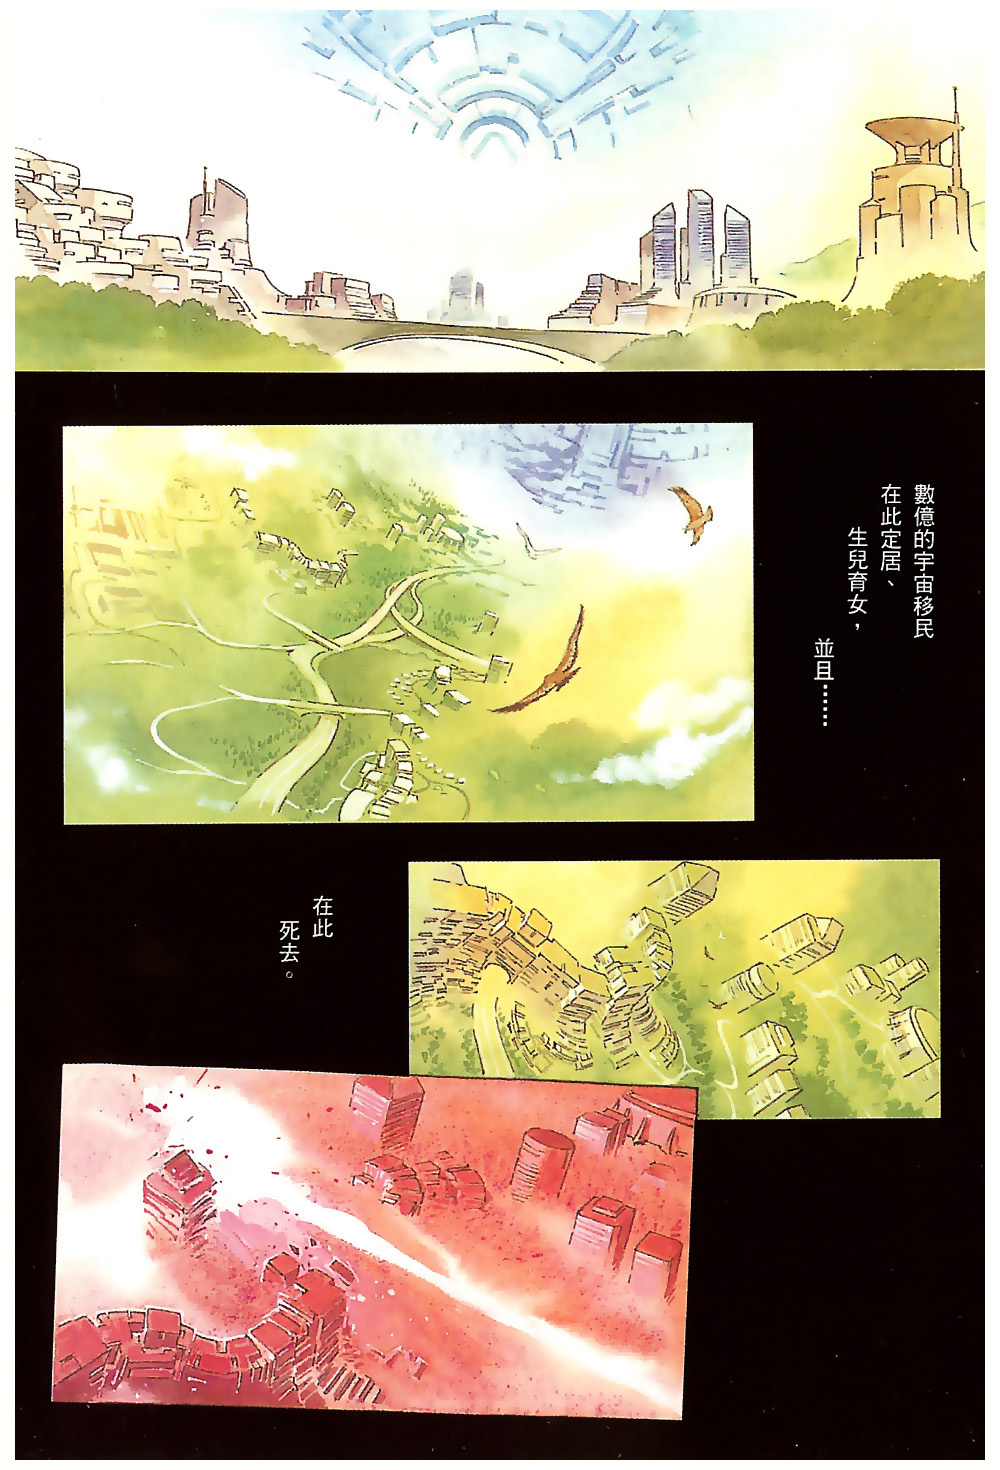 數億的宇宙移民
在此定居、
生兒育女，
並且……
在此
死去。